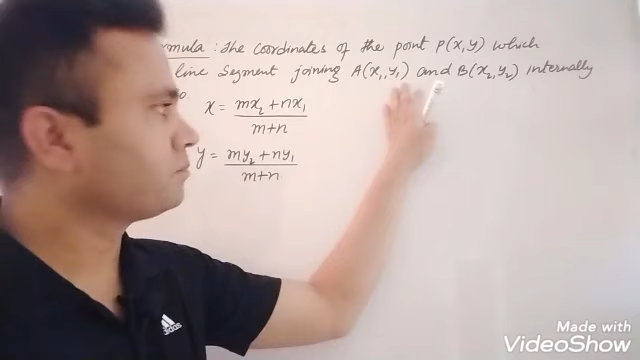 : The coordinates of the point P(x,y) which
line segment joining A(x₁,y₁) and B(x₂,y₂) internally
x = mx₂ + nx₁ / m+n
y = my₂ + ny₁ / m+n
adidas
Made with
VideoShow